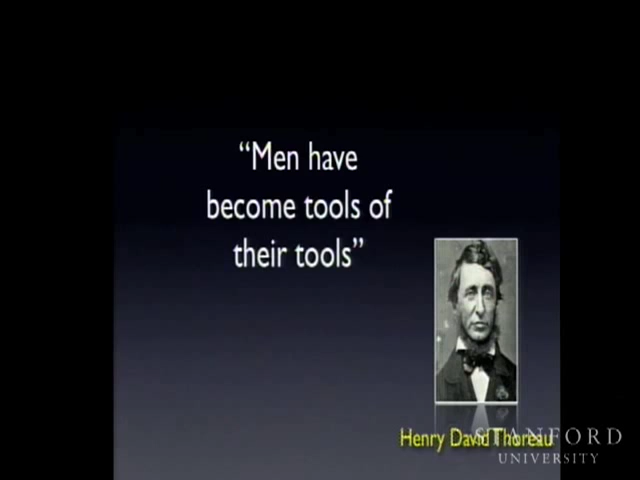 “Men have
become tools of
their tools”
Henry David Thoreau
STANFORD
UNIVERSITY